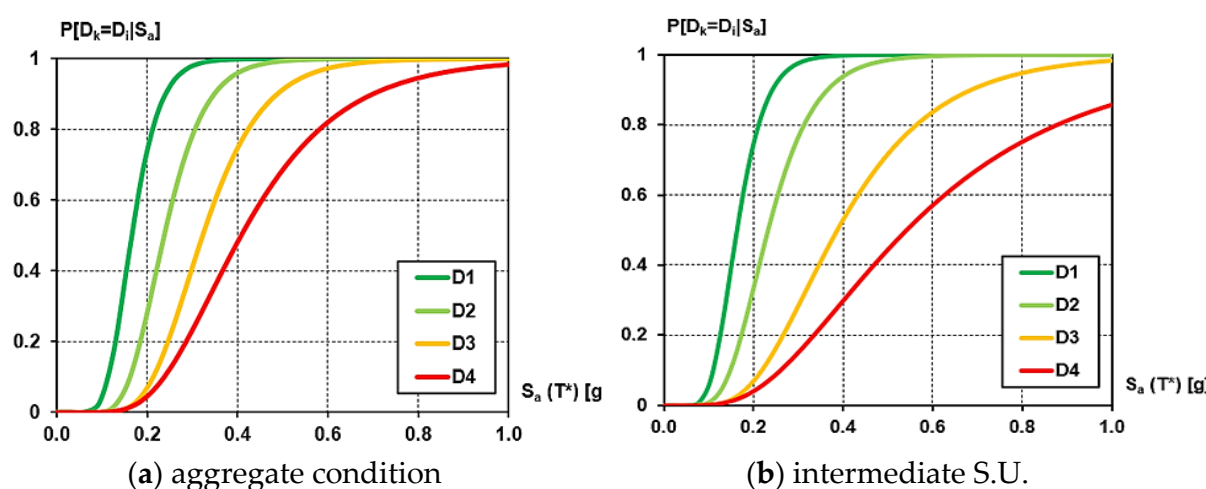 P[Dₖ=Dᵢ|Sₐ]
1
0.8
0.6
0.4
0.2
0
0.0 0.2 0.4 0.6 0.8 1.0
D1
D2
D3
D4
Sₐ (T*) [g
(a) aggregate condition
P[Dₖ=Dᵢ|Sₐ]
1
0.8
0.6
0.4
0.2
0
0.0 0.2 0.4 0.6 0.8 1.0
D1
D2
D3
D4
Sₐ (T*) [g]
(b) intermediate S.U.